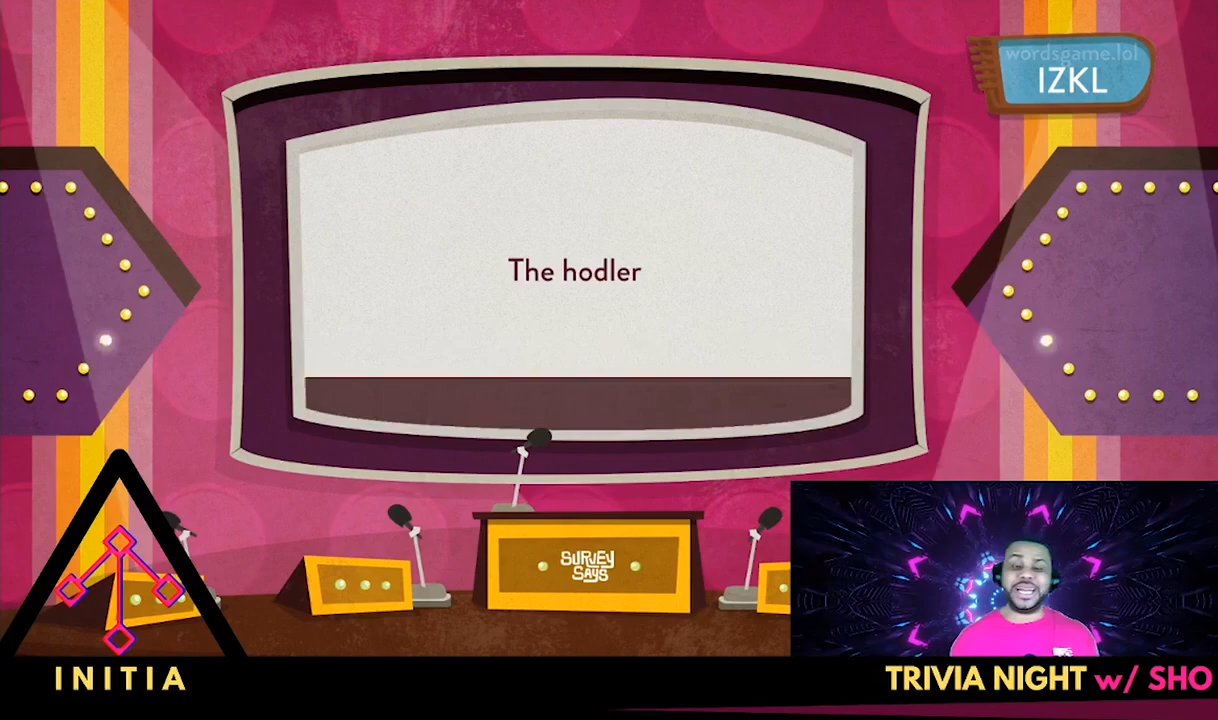 wordsgame.lol
IZKL
The hodler
SURVEY
SAYS
INITIA
TRIVIA NIGHT w/ SHO